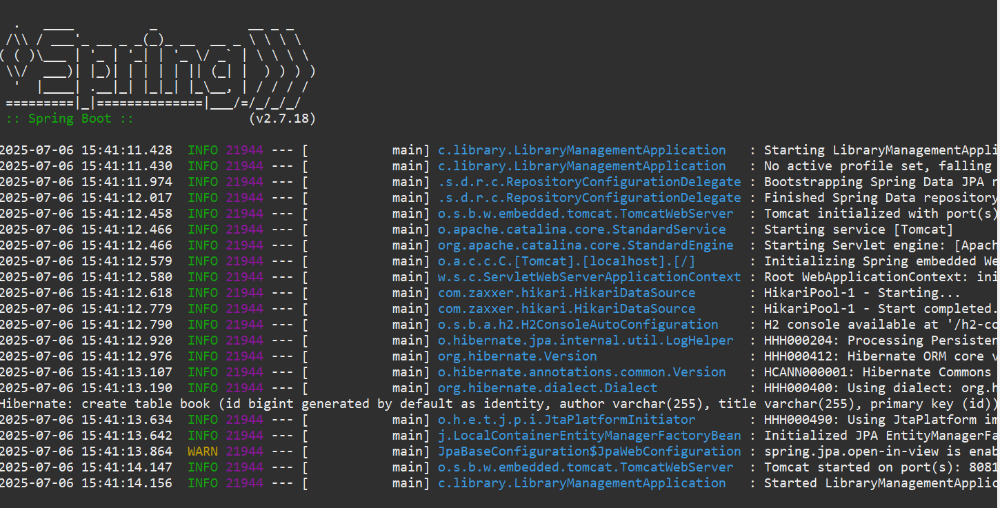 .   ____          _            __ _ _
 /\\ / ___'_ __ _ _(_)_ __  __ _ \ \ \ \
( ( )\___ | '_ | '_| | '_ \/ _` | \ \ \ \
 \\/  ___)| |_)| | | | | || (_| |  ) ) ) )
  '  |____| .__|_| |_|_| |_\__, | / / / /
 =========|_|==============|___/=/_/_/_/
 :: Spring Boot ::                (v2.7.18)
2025-07-06 15:41:11.428  INFO 21944 --- [           main] c.library.LibraryManagementApplication   : Starting LibraryManagementAppli
2025-07-06 15:41:11.430  INFO 21944 --- [           main] c.library.LibraryManagementApplication   : No active profile set, falling
2025-07-06 15:41:11.974  INFO 21944 --- [           main] .s.d.r.c.RepositoryConfigurationDelegate : Bootstrapping Spring Data JPA r
2025-07-06 15:41:12.017  INFO 21944 --- [           main] .s.d.r.c.RepositoryConfigurationDelegate : Finished Spring Data repository
2025-07-06 15:41:12.458  INFO 21944 --- [           main] o.s.b.w.embedded.tomcat.TomcatWebServer  : Tomcat initialized with port(s)
2025-07-06 15:41:12.466  INFO 21944 --- [           main] o.apache.catalina.core.StandardService   : Starting service [Tomcat]
2025-07-06 15:41:12.466  INFO 21944 --- [           main] org.apache.catalina.core.StandardEngine  : Starting Servlet engine: [Apach
2025-07-06 15:41:12.579  INFO 21944 --- [           main] o.a.c.c.C.[Tomcat].[localhost].[/]       : Initializing Spring embedded We
2025-07-06 15:41:12.580  INFO 21944 --- [           main] w.s.c.ServletWebServerApplicationContext : Root WebApplicationContext: ini
2025-07-06 15:41:12.618  INFO 21944 --- [           main] com.zaxxer.hikari.HikariDataSource       : HikariPool-1 - Starting...
2025-07-06 15:41:12.779  INFO 21944 --- [           main] com.zaxxer.hikari.HikariDataSource       : HikariPool-1 - Start completed.
2025-07-06 15:41:12.790  INFO 21944 --- [           main] o.s.b.a.h2.H2ConsoleAutoConfiguration    : H2 console available at '/h2-co
2025-07-06 15:41:12.920  INFO 21944 --- [           main] o.hibernate.jpa.internal.util.LogHelper  : HHH000204: Processing Persisten
2025-07-06 15:41:12.976  INFO 21944 --- [           main] org.hibernate.Version                    : HHH000412: Hibernate ORM core v
2025-07-06 15:41:13.107  INFO 21944 --- [           main] o.hibernate.annotations.common.Version   : HCANN000001: Hibernate Commons
2025-07-06 15:41:13.190  INFO 21944 --- [           main] org.hibernate.dialect.Dialect            : HHH000400: Using dialect: org.h
Hibernate: create table book (id bigint generated by default as identity, author varchar(255), title varchar(255), primary key (id))
2025-07-06 15:41:13.634  INFO 21944 --- [           main] o.h.e.t.j.p.i.JtaPlatformInitiator       : HHH000490: Using JtaPlatform im
2025-07-06 15:41:13.642  INFO 21944 --- [           main] j.LocalContainerEntityManagerFactoryBean : Initialized JPA EntityManagerFa
2025-07-06 15:41:13.864  WARN 21944 --- [           main] JpaBaseConfiguration$JpaWebConfiguration : spring.jpa.open-in-view is enab
2025-07-06 15:41:14.147  INFO 21944 --- [           main] o.s.b.w.embedded.tomcat.TomcatWebServer  : Tomcat started on port(s): 8081
2025-07-06 15:41:14.156  INFO 21944 --- [           main] c.library.LibraryManagementApplication   : Started LibraryManagementApplic